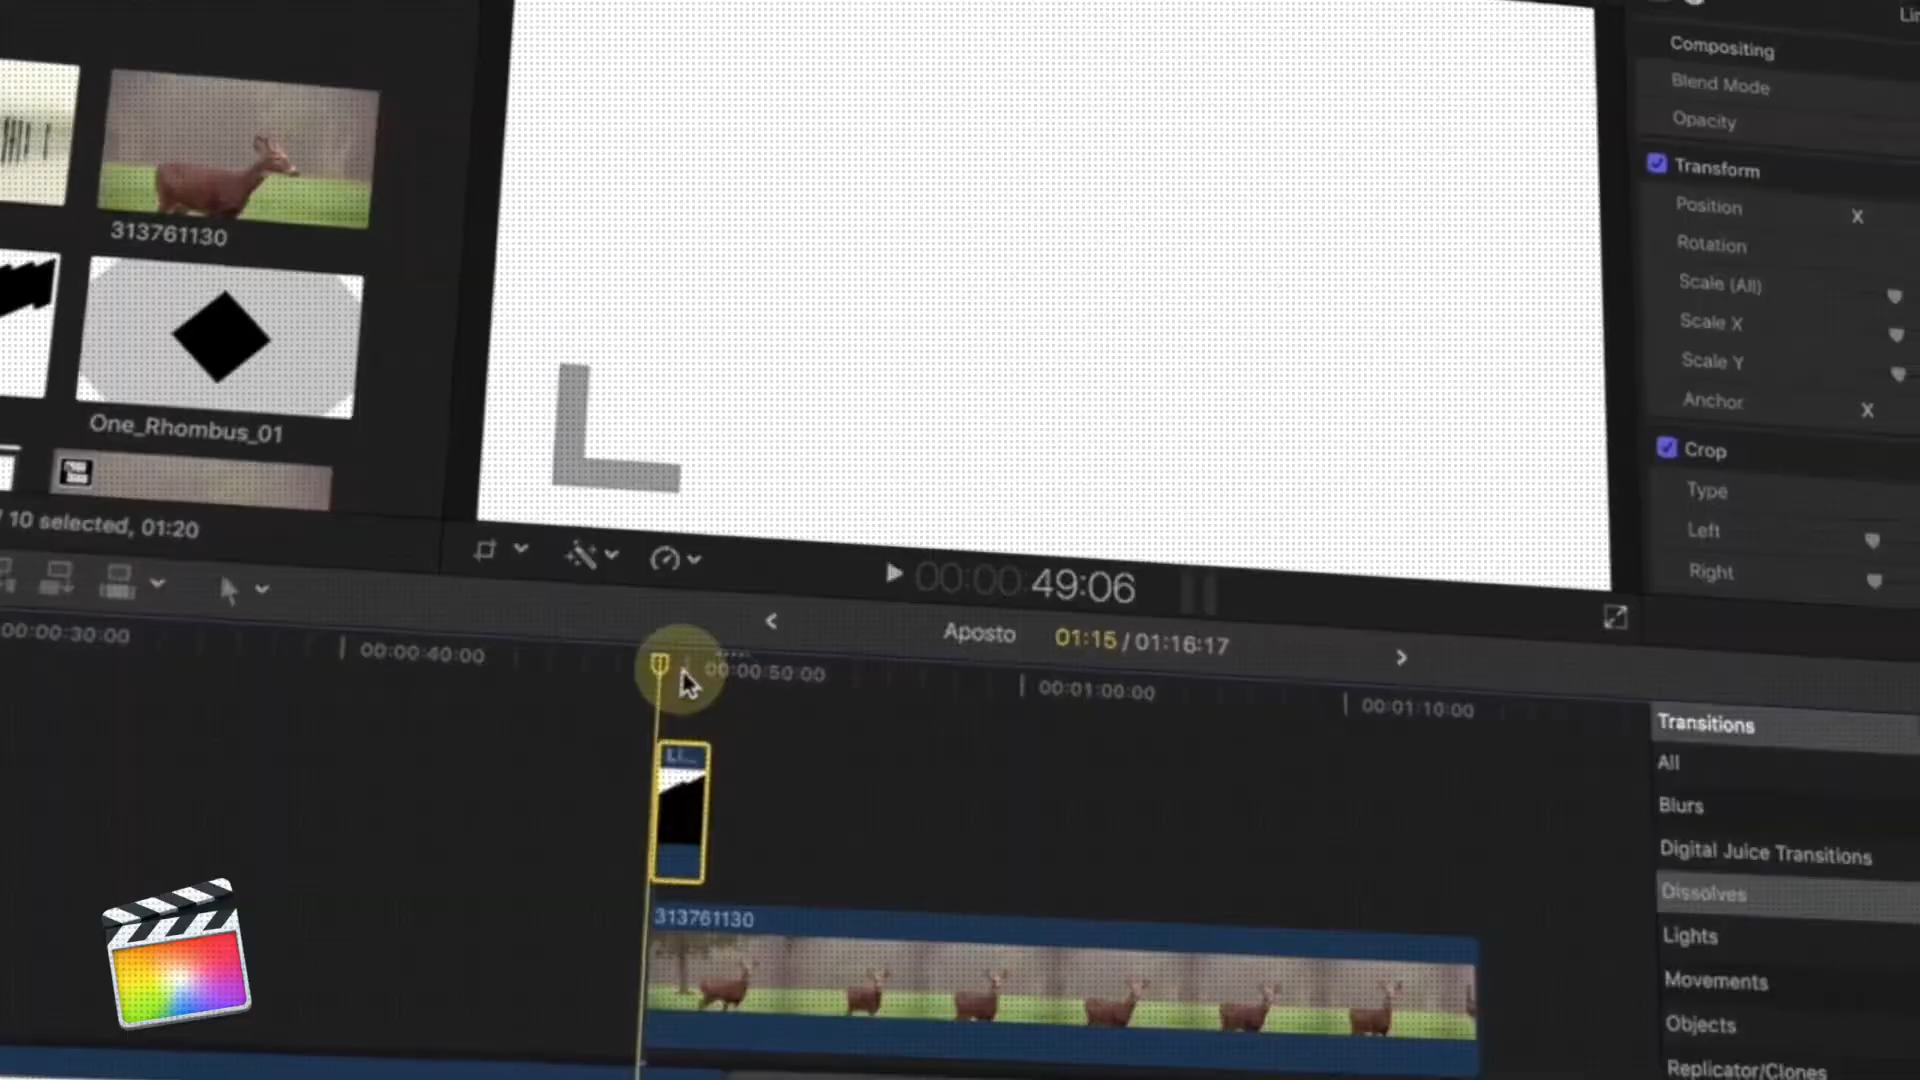 Compositing
Blend Mode
Opacity
Transform
Position X
Rotation
Scale (All)
Scale X
Scale Y
Anchor X
Crop
Type
Left
Right
313761130
One_Rhombus_01
10 selected, 01:20
00:00:49:06
Aposto 01:15 / 01:16:17
00:00:30:00
00:00:40:00
00:00:50:00
00:01:00:00
00:01:10:00
LI...
313761130
Transitions
All
Blurs
Digital Juice Transitions
Dissolves
Lights
Movements
Objects
Replicator/Clones